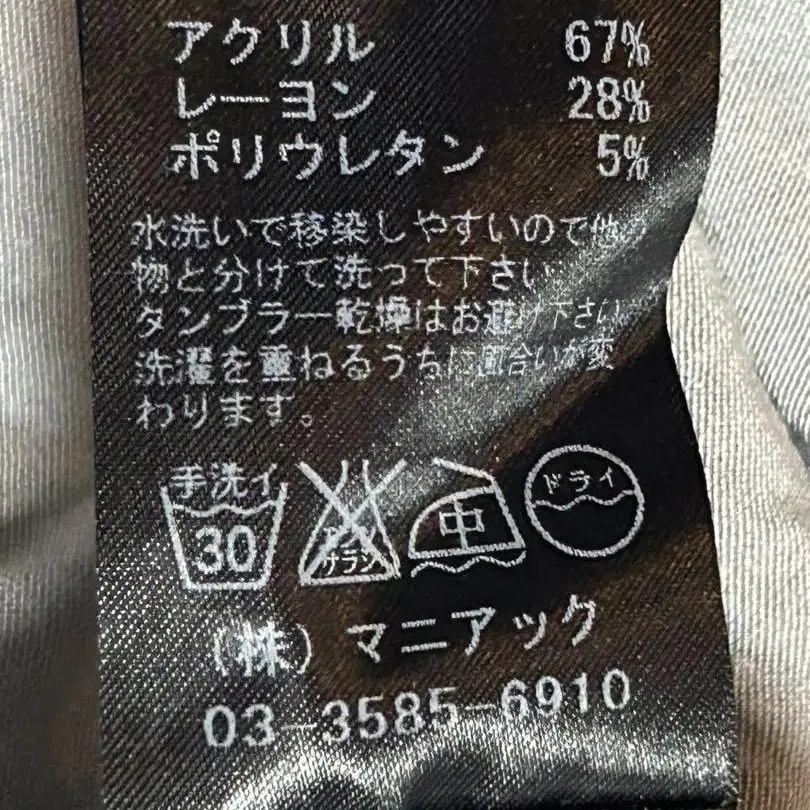 アクリル 67%
レーヨン 28%
ポリウレタン 5%
水洗いで移染しやすいので他の
物と分けて洗って下さい
タンブラー乾燥はお避け下さい
洗濯を重ねるうちに風合いが変
わります。
手洗イ ドライ
30 サラシ 中
(株) マニアック
03-3585-6910